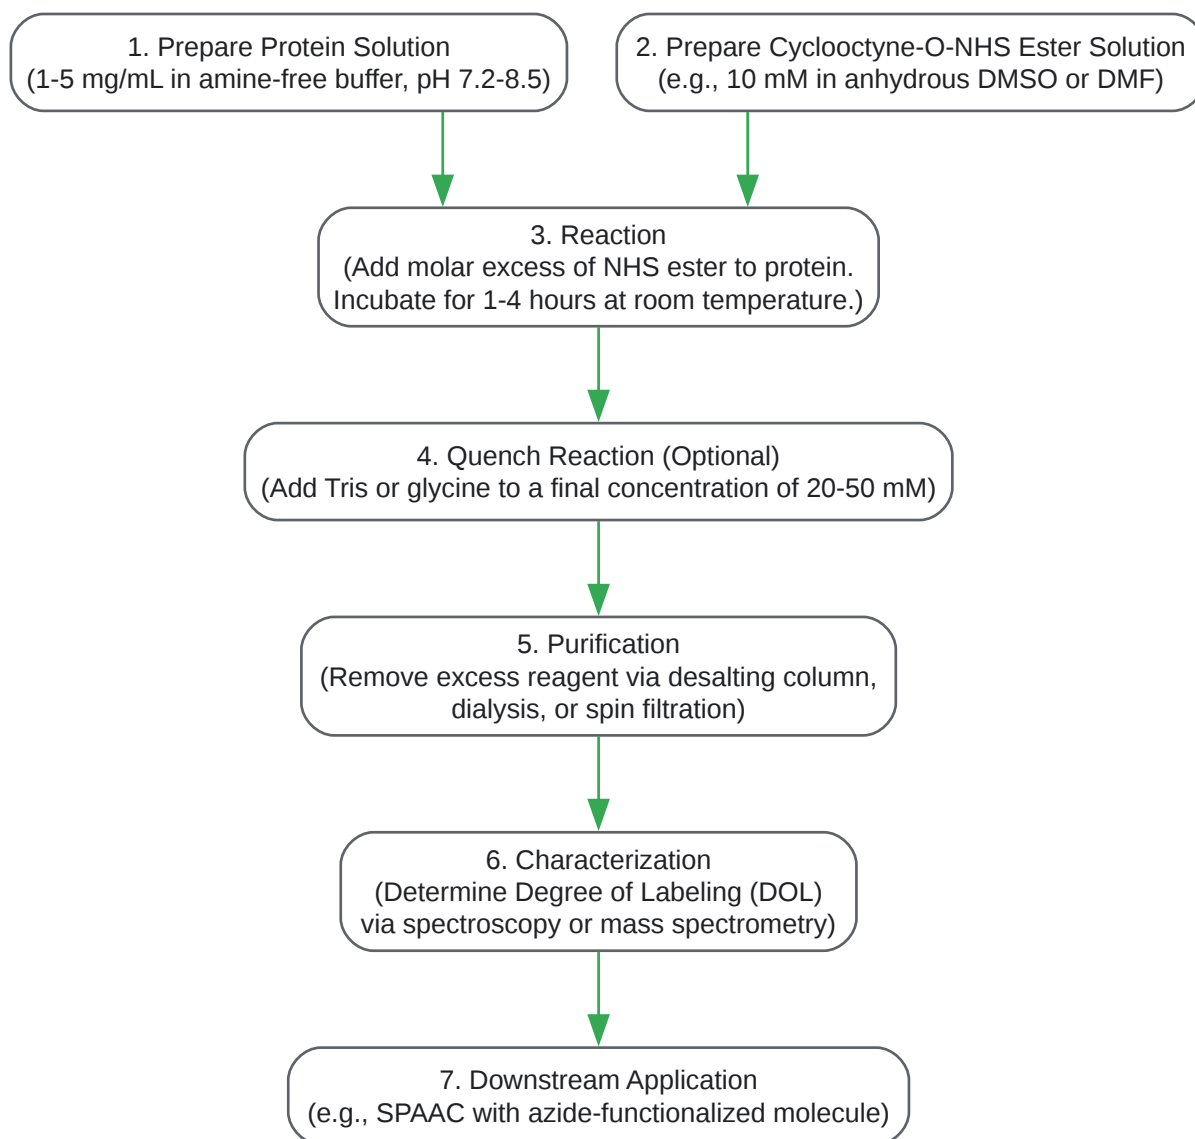 1. Prepare Protein Solution
(1-5 mg/mL in amine-free buffer, pH 7.2-8.5)
2. Prepare Cyclooctyne-O-NHS Ester Solution
(e.g., 10 mM in anhydrous DMSO or DMF)
3. Reaction
(Add molar excess of NHS ester to protein.
Incubate for 1-4 hours at room temperature.)
4. Quench Reaction (Optional)
(Add Tris or glycine to a final concentration of 20-50 mM)
5. Purification
(Remove excess reagent via desalting column,
dialysis, or spin filtration)
6. Characterization
(Determine Degree of Labeling (DOL)
via spectroscopy or mass spectrometry)
7. Downstream Application
(e.g., SPAAC with azide-functionalized molecule)